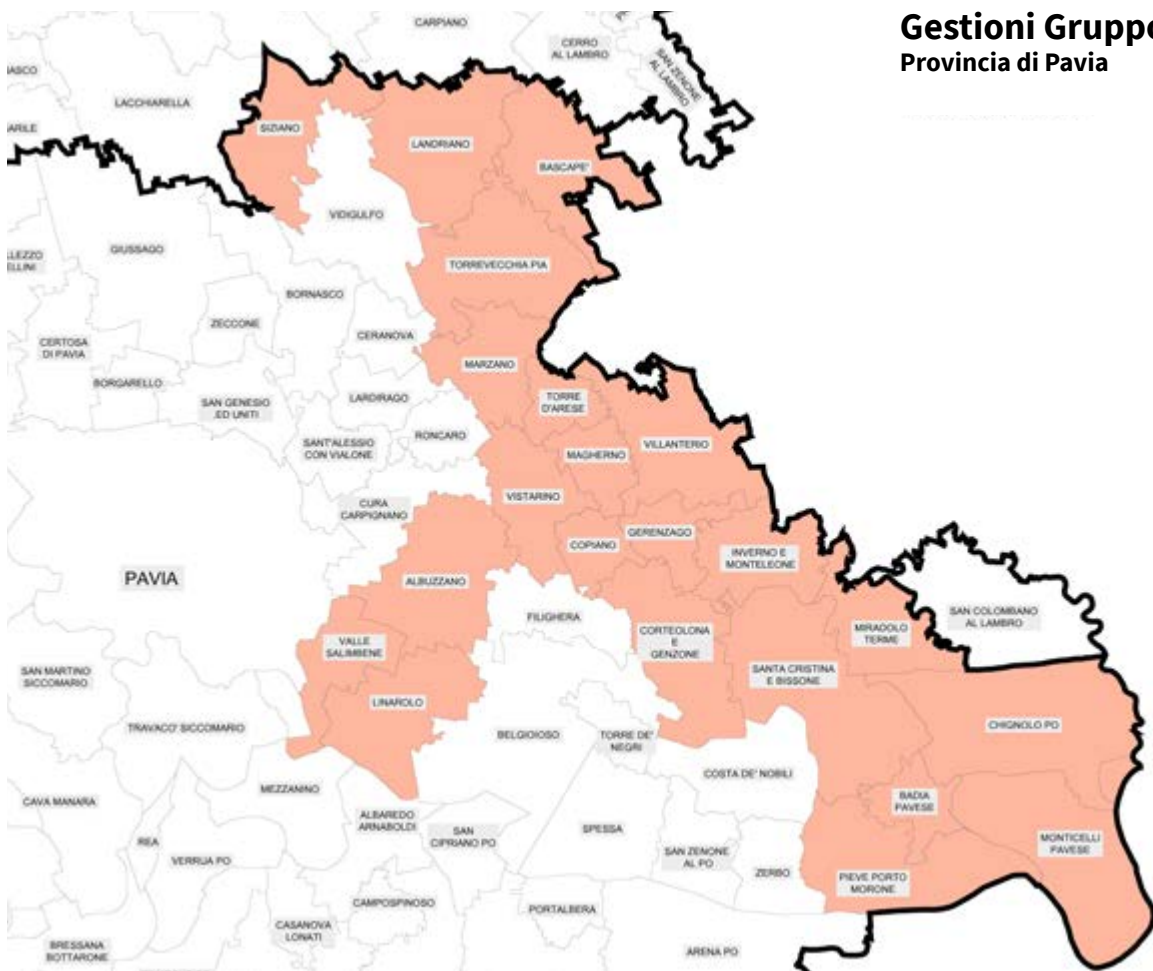 Gestioni Grupp
Provincia di Pavia
CARPIANO
CERRO
AL LAMBRO
SAN ZENONE
AL LAMBRO
LACCHIARELLA
SIZIANO
LANDRIANO
BASCAPE'
VIDIGULFO
GIUSSAGO
TORREVECCHIA PIA
BORNASCO
ZECCONE
CERANOVA
CERTOSA
DI PAVIA
MARZANO
BORGARELLO
LARDIRAGO
TORRE
D'ARESE
SAN GENESIO
ED UNITI
RONCARO
SANT'ALESSIO
CON VIALONE
VILLANTERIO
MAGHERNO
VISTARINO
CURA
CARPIGNANO
GERENZAGO
COPIANO
INVERNO E
MONTELEONE
PAVIA
ALBUZZANO
FILIGHERA
SAN COLOMBANO
AL LAMBRO
CORTEOLONA
E
GENZONE
MIRADOLO
TERME
VALLE
SALIMBENE
SAN MARTINO
SICCOMARIO
SANTA CRISTINA
E BISSONE
LINAROLO
TRAVACO' SICCOMARIO
CHIGNOLO PO
BELGIOIOSO
TORRE DE'
NEGRI
COSTA DE' NOBILI
MEZZANINO
CAVA MANARA
BADIA
PAVESE
ALBAREDO
ARNABOLDI
SAN
CIPRIANO PO
SPESSA
MONTICELLI
PAVESE
REA
VERRUA PO
SAN ZENONE
AL PO
ZERBO
PIEVE PORTO
MORONE
CAMPOSPINOSO
PORTALBERA
CASANOVA
LONATI
BRESSANA
BOTTARONE
ARENA PO